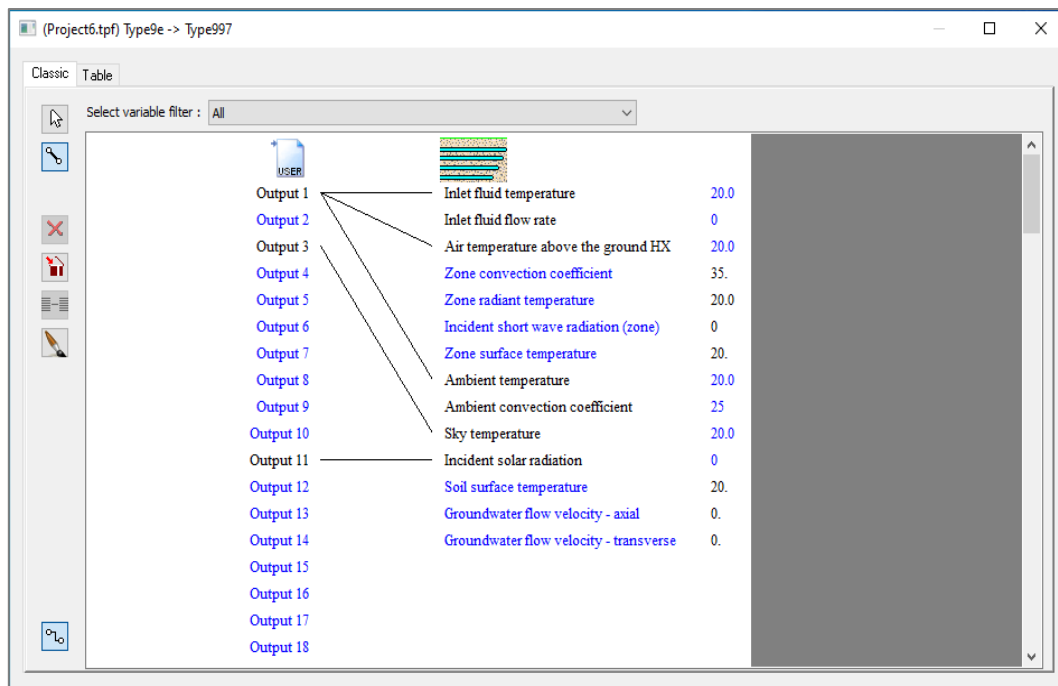 (Project6.tpf) Type9e -> Type997
Classic Table
Select variable filter : All
USER
Output 1 Inlet fluid temperature 20.0
Output 2 Inlet fluid flow rate 0
Output 3 Air temperature above the ground HX 20.0
Output 4 Zone convection coefficient 35.
Output 5 Zone radiant temperature 20.0
Output 6 Incident short wave radiation (zone) 0
Output 7 Zone surface temperature 20.
Output 8 Ambient temperature 20.0
Output 9 Ambient convection coefficient 25
Output 10 Sky temperature 20.0
Output 11 Incident solar radiation 0
Output 12 Soil surface temperature 20.
Output 13 Groundwater flow velocity - axial 0.
Output 14 Groundwater flow velocity - transverse 0.
Output 15
Output 16
Output 17
Output 18